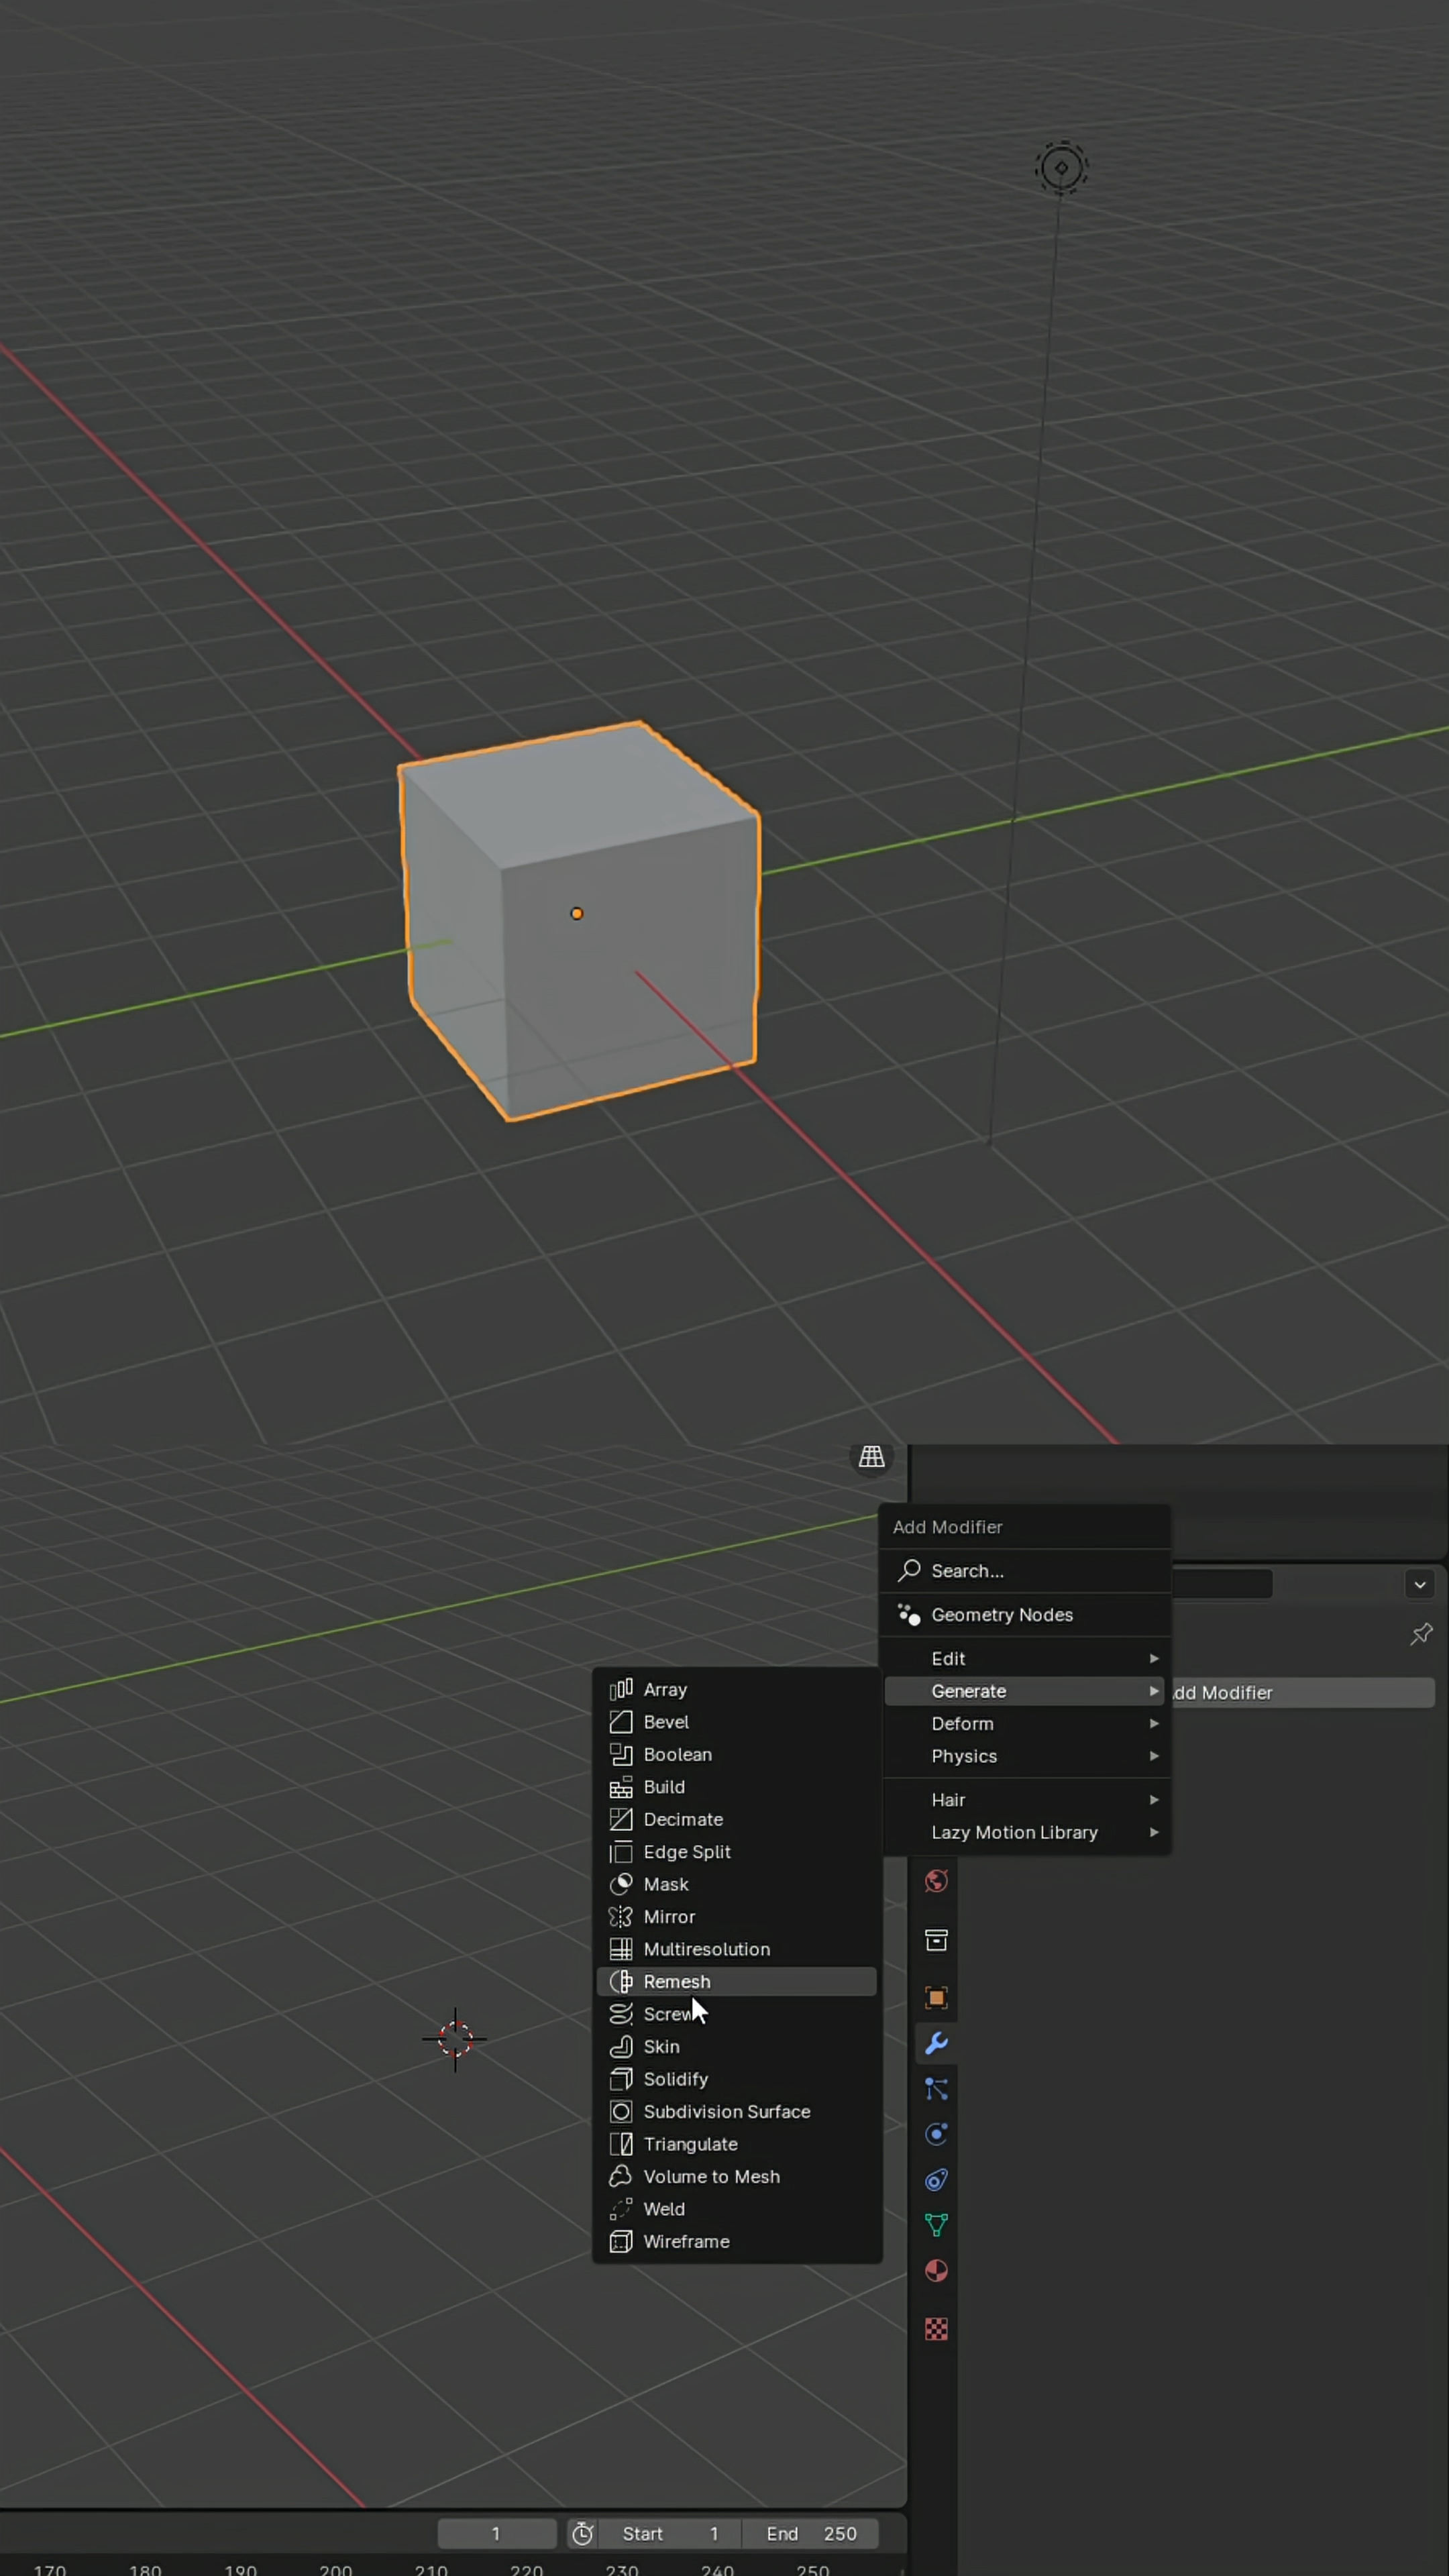 Add Modifier
Search...
Geometry Nodes
Edit
Generate
Deform
Physics
Hair
Lazy Motion Library
Array
Bevel
Boolean
Build
Decimate
Edge Split
Mask
Mirror
Multiresolution
Remesh
Screw
Skin
Solidify
Subdivision Surface
Triangulate
Volume to Mesh
Weld
Wireframe
dd Modifier
1 Start 1 End 250
170 180 190 200 210 220 230 240 250